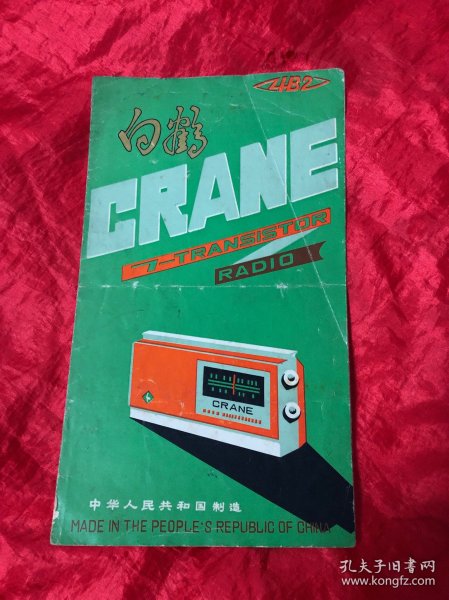 4B2
白鹤
CRANE
7-TRANSISTOR
RADIO
CRANE
中华人民共和国制造
MADE IN THE PEOPLE'S REPUBLIC OF CHINA
孔夫子旧书网
www.kongfz.com